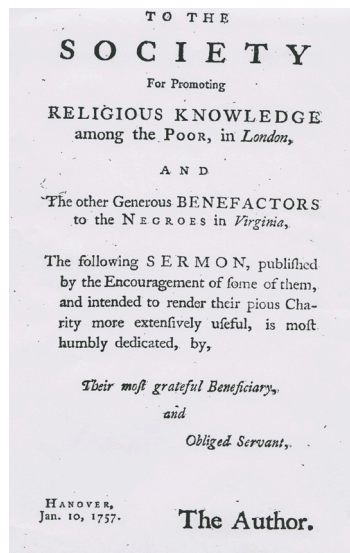 TO THE
SOCIETY
For Promoting
RELIGIOUS KNOWLEDGE
among the POOR, in London,
AND
The other Generous BENEFACTORS
to the NEGROES in Virginia,
The following SERMON, publiſhed
by the Encouragement of ſome of them,
and intended to render their pious Cha-
rity more extenſively uſeful, is moſt
humbly dedicated, by,
Their moſt grateful Beneficiary,
and
Obliged Servant,
HANOVER,
Jan. 10, 1757.
The Author.